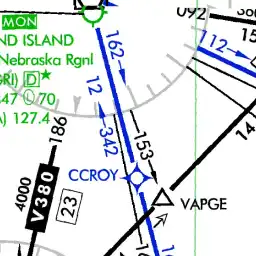 MON
092
ND ISLAND
Nebraska Rgnl
GRI) D★
47 70
) 127.4
162
112
12
342
153
186
4000
V380
23
CCROY
VAPGE
14